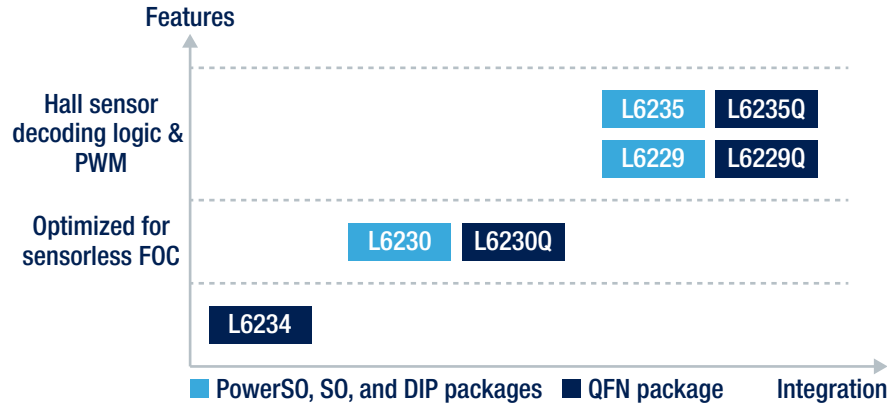 Features
Hall sensor
decoding logic &
PWM
L6235
L6235Q
L6229
L6229Q
Optimized for
sensorless FOC
L6230
L6230Q
L6234
PowerSO, SO, and DIP packages
QFN package
Integration